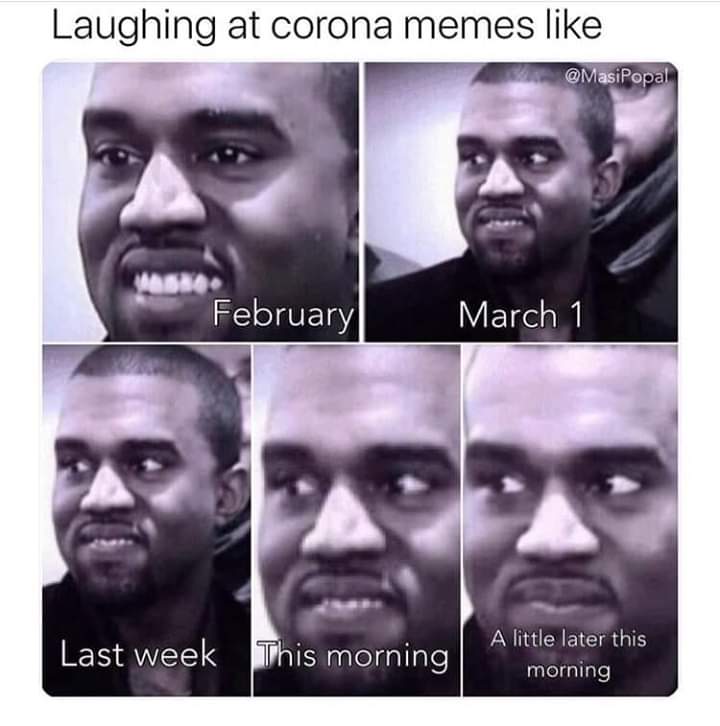 Laughing at corona memes like
@MasiPopal
February
March 1
Last week
This morning
A little later this
morning